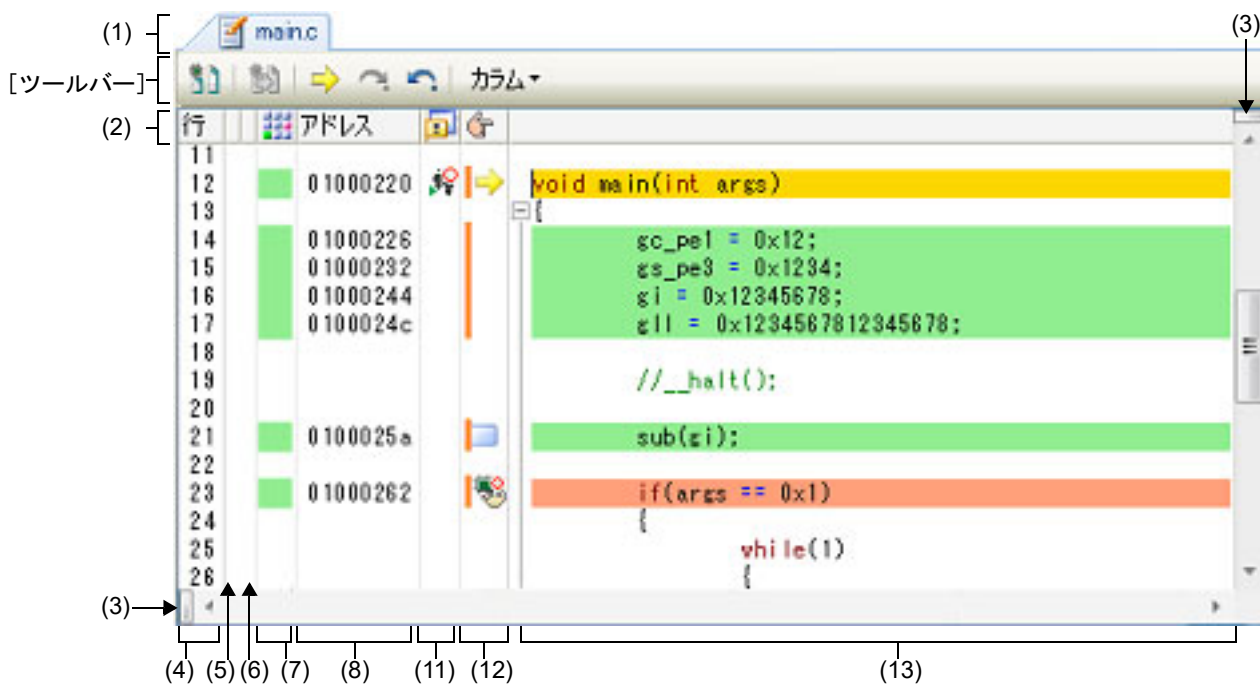 (1)
main.c
(3)
[ツールバー]
カラム
(2)
行 アドレス
11
12 01000220 void main(int args)
13 {
14 01000226 gc_pe1 = 0x12;
15 01000232 gs_pe3 = 0x1234;
16 01000244 gi = 0x12345678;
17 0100024c gll = 0x1234567812345678;
18
19 //__halt();
20
21 0100025a sub(gi);
22
23 01000262 if(args == 0x1)
24 {
25 while(1)
26 {
(3)
(4) (5) (6) (7) (8) (11) (12) (13)